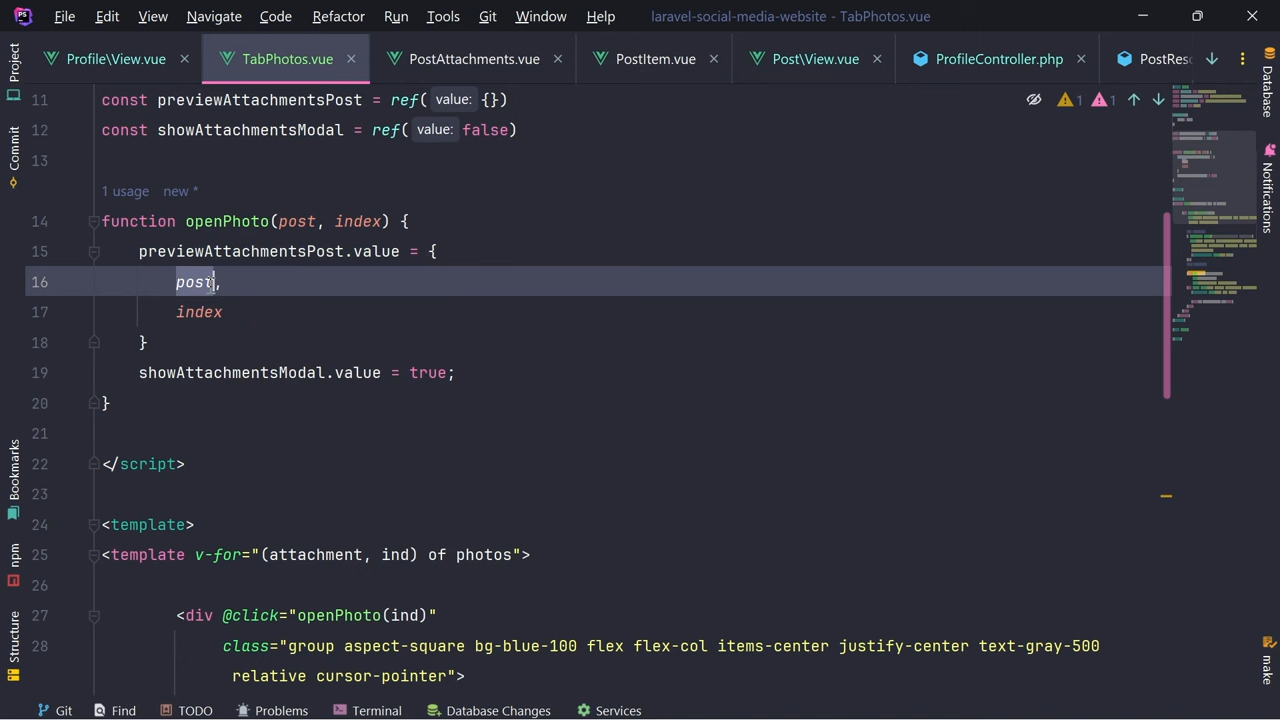 PS File Edit View Navigate Code Refactor Run Tools Git Window Help laravel-social-media-website - TabPhotos.vue
Project
Commit
Bookmarks
npm
Structure
Profile\View.vue TabPhotos.vue PostAttachments.vue PostItem.vue Post\View.vue ProfileController.php PostReso
11 const previewAttachmentsPost = ref( value: {})
12 const showAttachmentsModal = ref( value: false)
13
1 usage new *
14 function openPhoto(post, index) {
15 previewAttachmentsPost.value = {
16 post,
17 index
18 }
19 showAttachmentsModal.value = true;
20 }
21
22 </script>
23
24 <template>
25 <template v-for="(attachment, ind) of photos">
26
27 <div @click="openPhoto(ind)"
28 class="group aspect-square bg-blue-100 flex flex-col items-center justify-center text-gray-500
relative cursor-pointer">
1 1
Database
Notifications
make
Git Find TODO Problems Terminal Database Changes Services